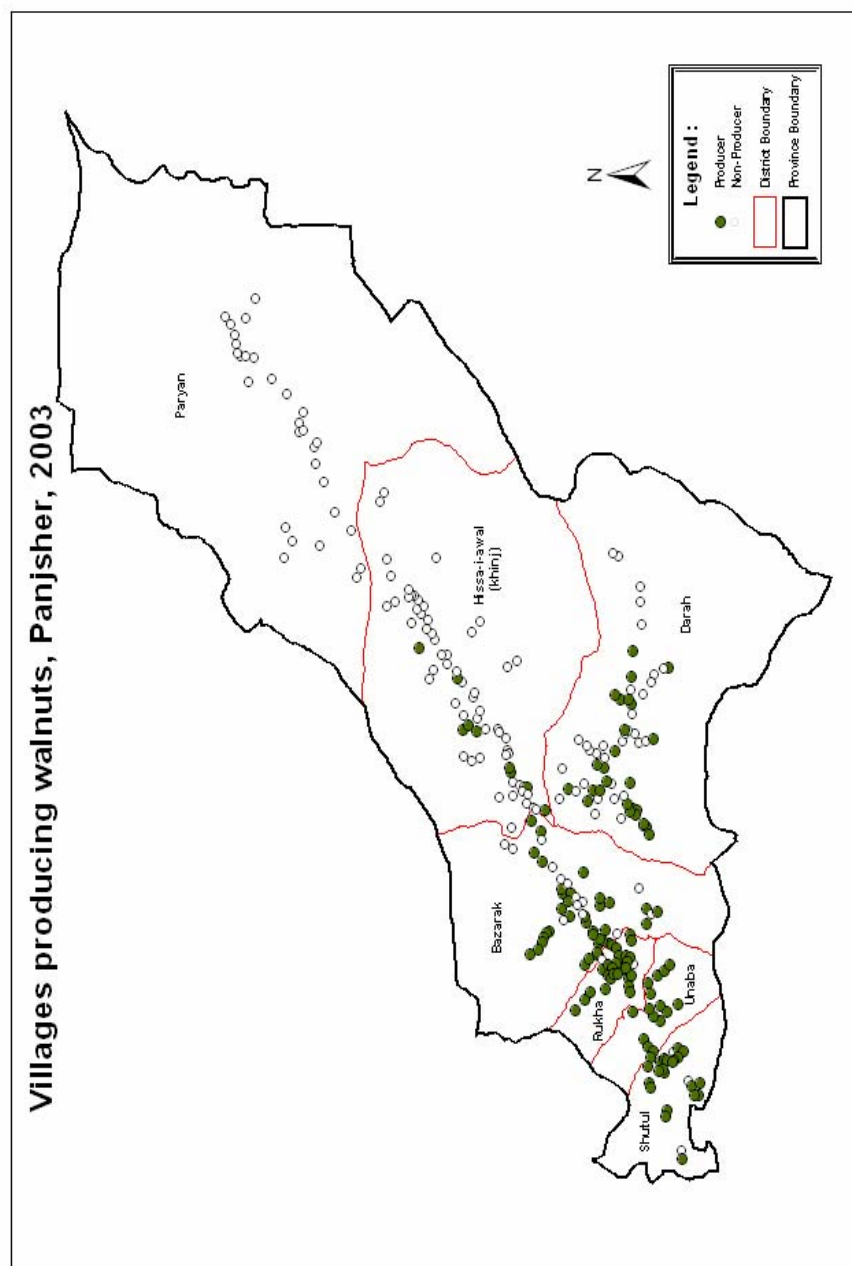 Villages producing walnuts, Panjsher, 2003
Paryan
Hissa-i-awal
(khinj)
Darah
Bazarak
Rukha
Unaba
Shutul
N
Legend :
Producer
Non-Producer
District Boundary
Province Boundary